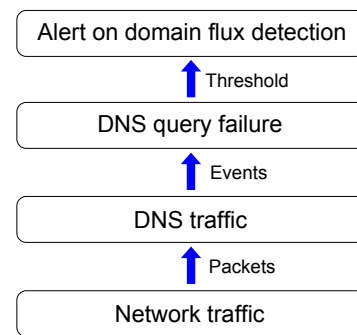 Alert on domain flux detection
Threshold
DNS query failure
Events
DNS traffic
Packets
Network traffic